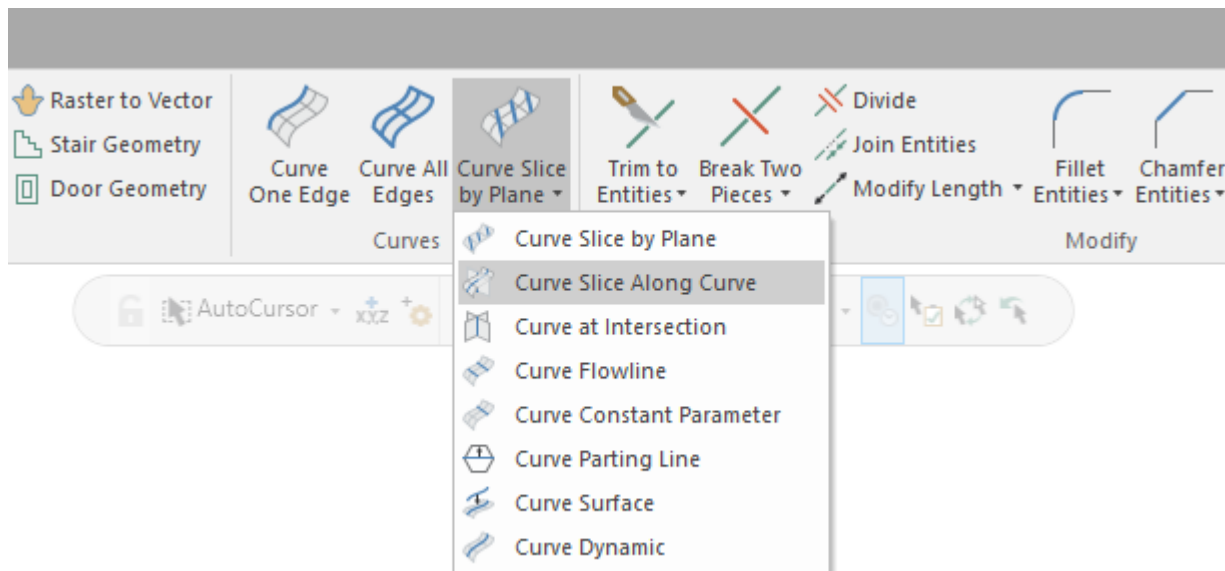 Raster to Vector
Stair Geometry
Door Geometry
Curve
One Edge
Curve All
Edges
Curve Slice
by Plane
Curves
Trim to
Entities
Break Two
Pieces
Divide
Join Entities
Modify Length
Fillet
Entities
Chamfer
Entities
Modify
AutoCursor
XYZ
Curve Slice by Plane
Curve Slice Along Curve
Curve at Intersection
Curve Flowline
Curve Constant Parameter
Curve Parting Line
Curve Surface
Curve Dynamic